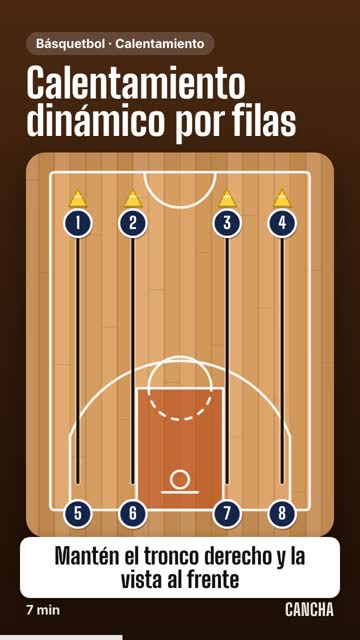 Básquetbol · Calentamiento
Calentamiento
dinámico por filas
1 2 3 4
5 6 7 8
Mantén el tronco derecho y la
vista al frente
7 min CANCHA